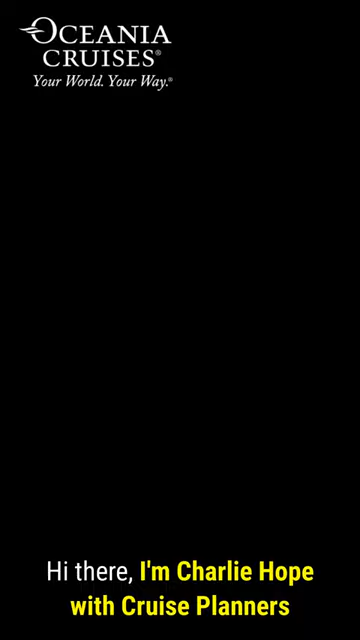 OCEANIA
CRUISES®
Your World. Your Way.®
Hi there, I'm Charlie Hope
with Cruise Planners